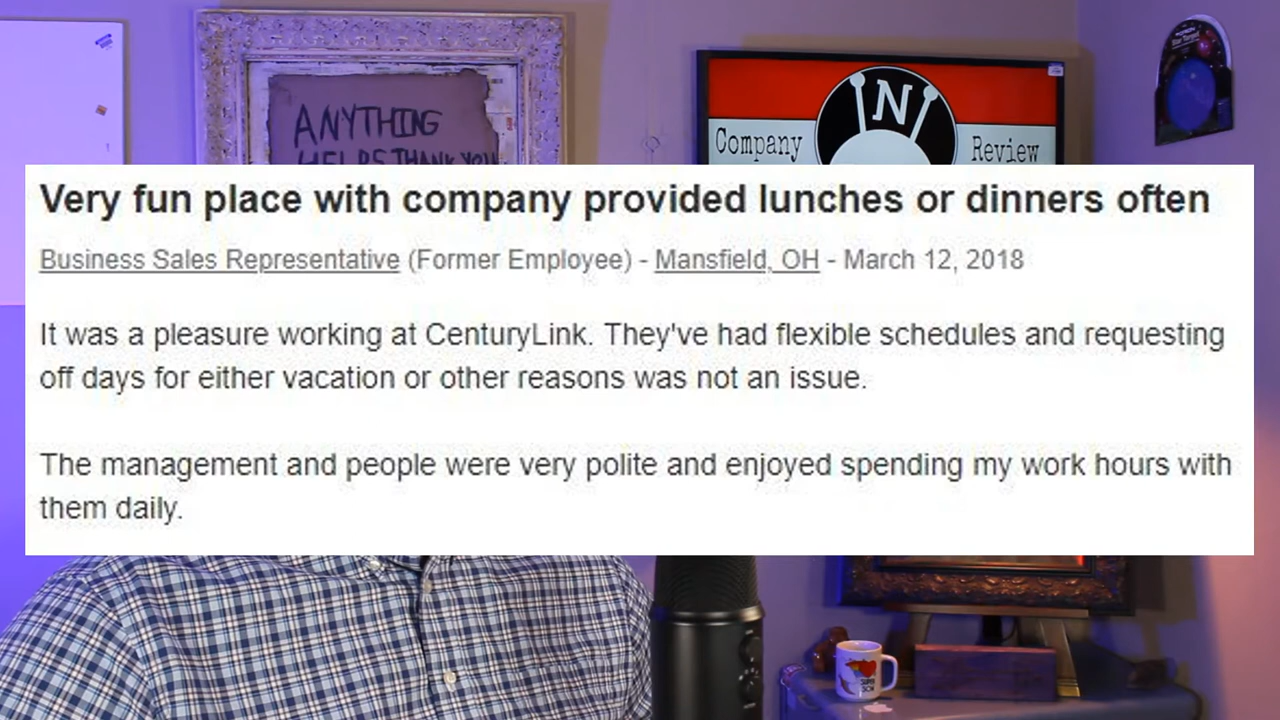 ANYTHING
HELPS THANK YOU
N
Company Review
Very fun place with company provided lunches or dinners often
Business Sales Representative (Former Employee) - Mansfield, OH - March 12, 2018
It was a pleasure working at CenturyLink. They've had flexible schedules and requesting
off days for either vacation or other reasons was not an issue.
The management and people were very polite and enjoyed spending my work hours with
them daily.